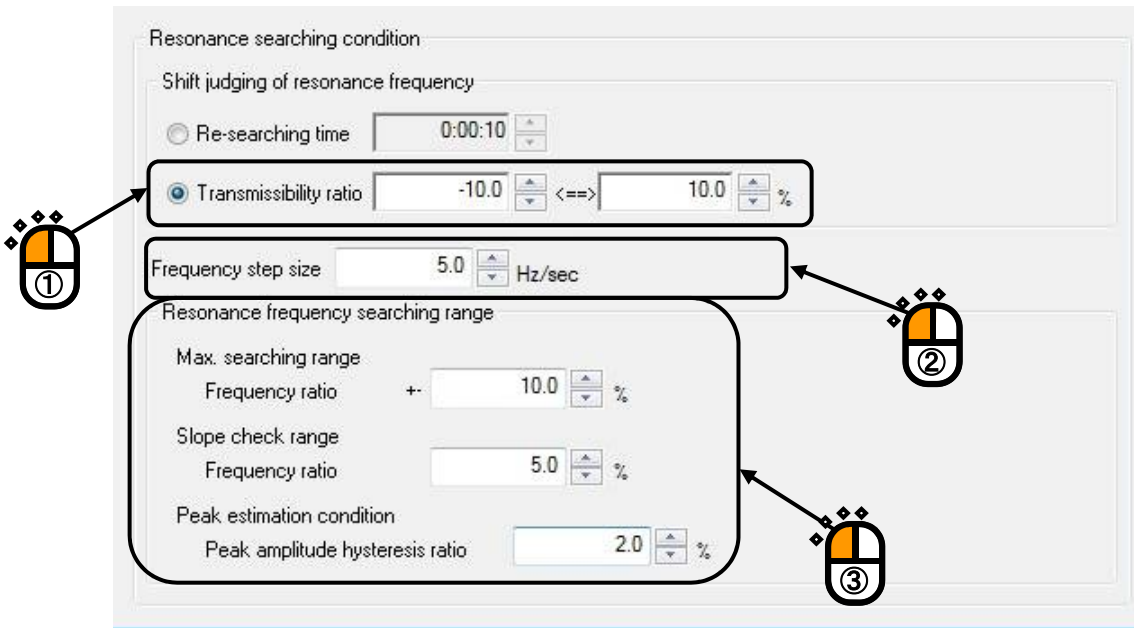 Resonance searching condition
Shift judging of resonance frequency
Re-searching time 0:00:10
Transmissibility ratio -10.0 <==> 10.0 %
①
Frequency step size 5.0 Hz/sec
②
Resonance frequency searching range
Max. searching range
Frequency ratio +- 10.0 %
Slope check range
Frequency ratio 5.0 %
Peak estimation condition
Peak amplitude hysteresis ratio 2.0 %
③